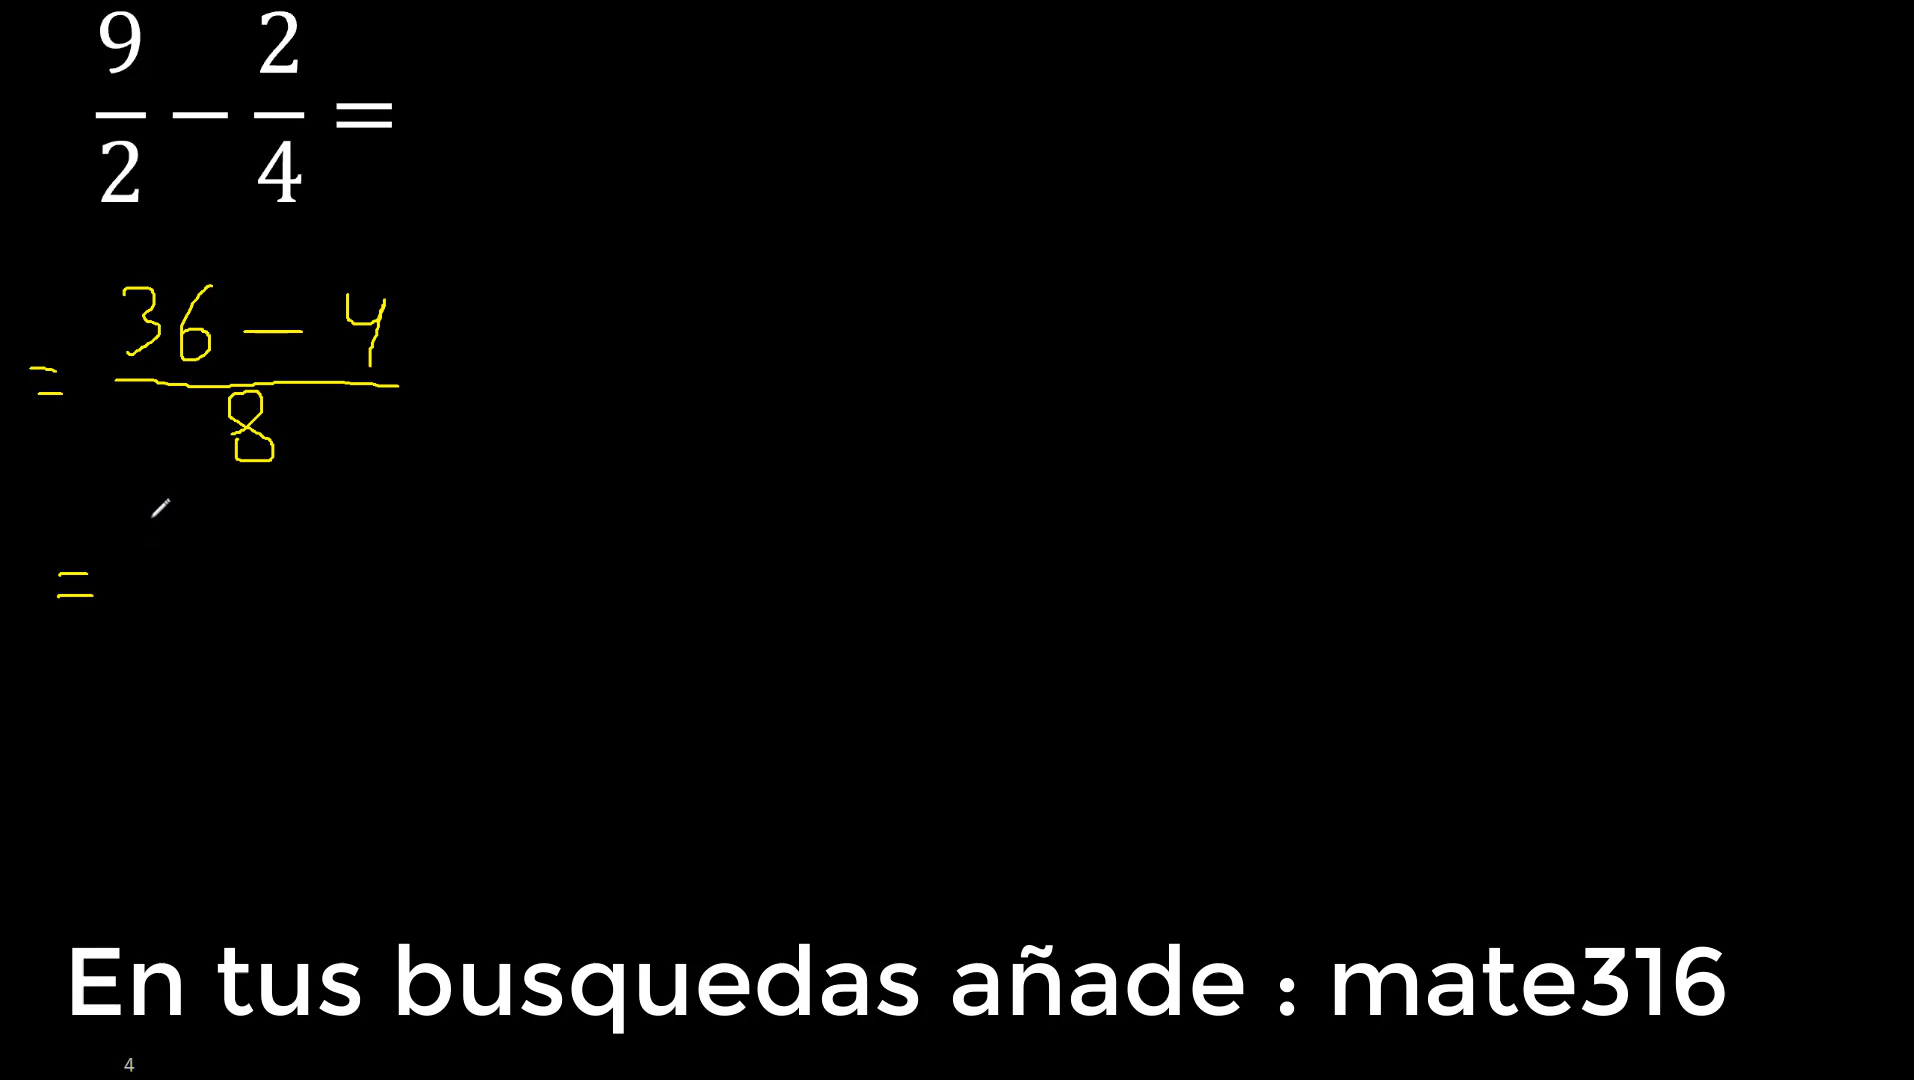 9/2 − 2/4 =
= 36 − 4 / 8
=
En tus busquedas añade : mate316
4